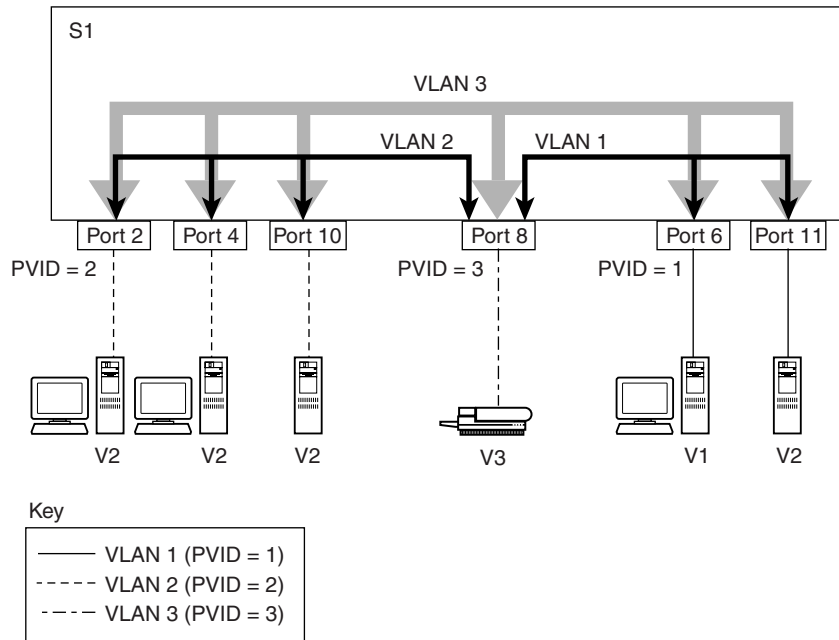 S1
VLAN 3
VLAN 2 VLAN 1
Port 2 Port 4 Port 10 Port 8 Port 6 Port 11
PVID = 2 PVID = 3 PVID = 1
V2 V2 V2 V3 V1 V2
Key
VLAN 1 (PVID = 1)
VLAN 2 (PVID = 2)
VLAN 3 (PVID = 3)